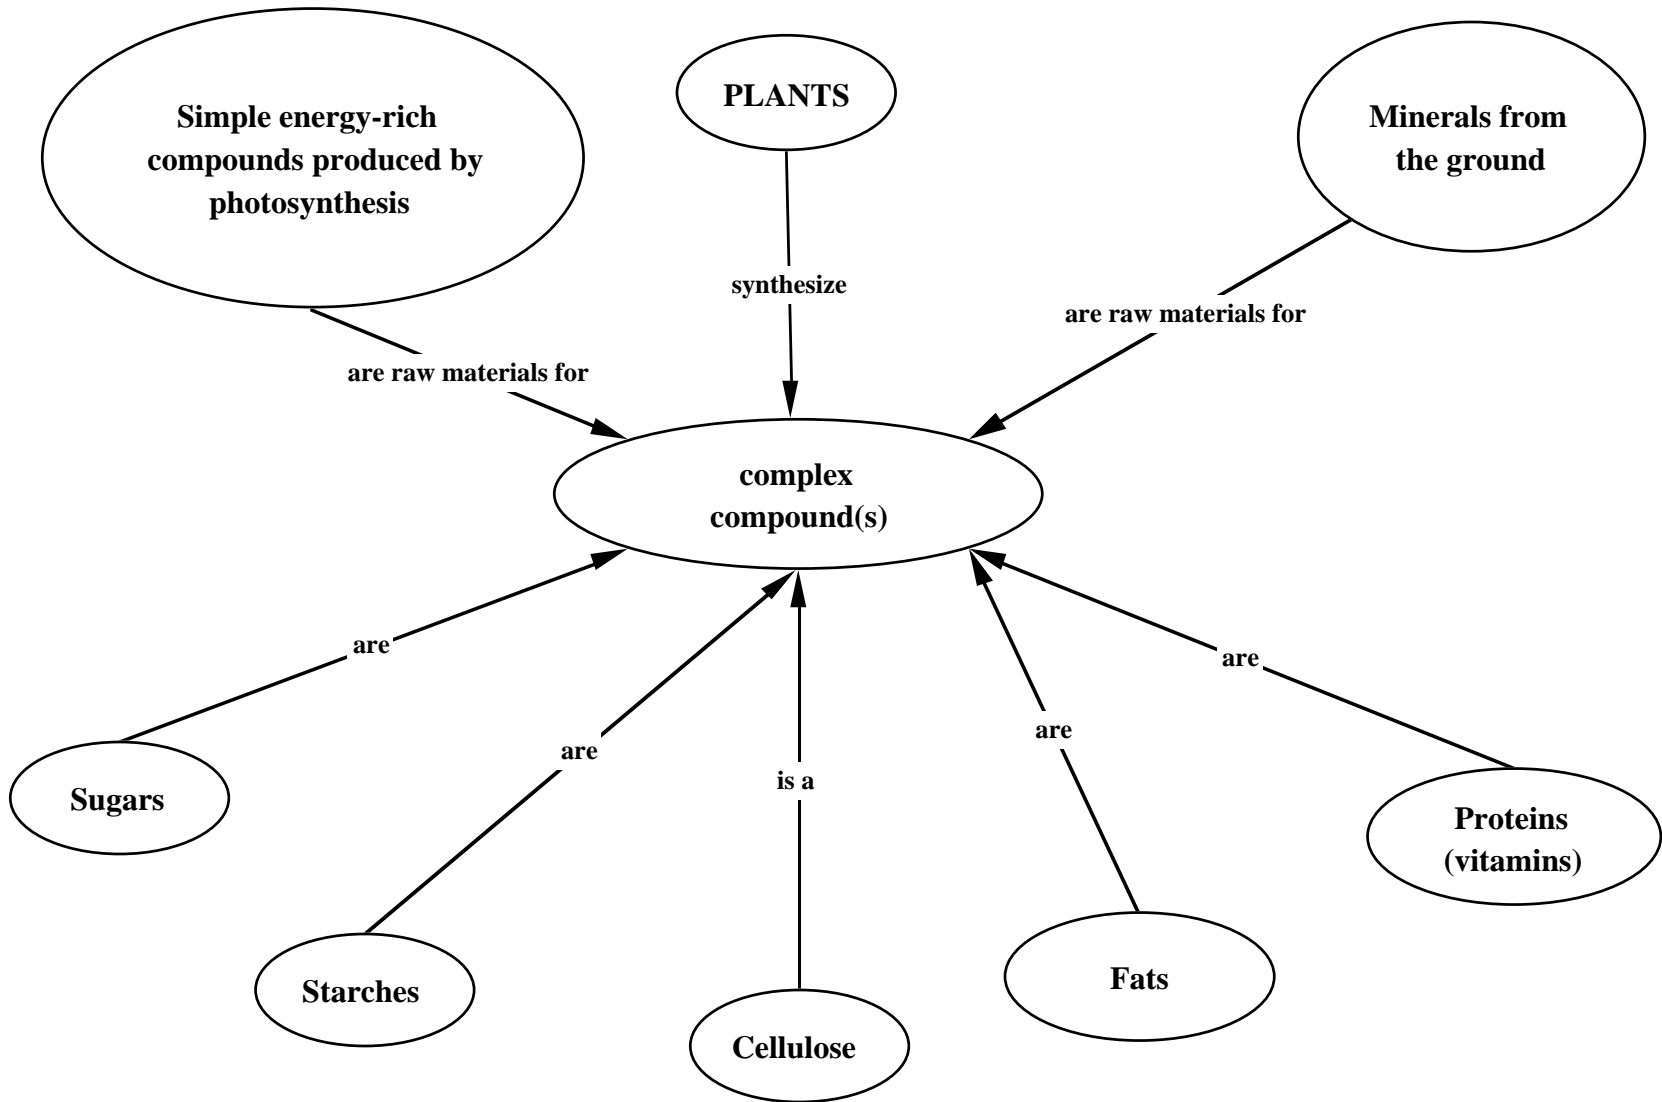 Simple energy-rich
compounds produced by
photosynthesis
PLANTS
Minerals from
the ground
synthesize
are raw materials for
are raw materials for
complex
compound(s)
are
are
is a
are
are
Sugars
Starches
Cellulose
Fats
Proteins
(vitamins)